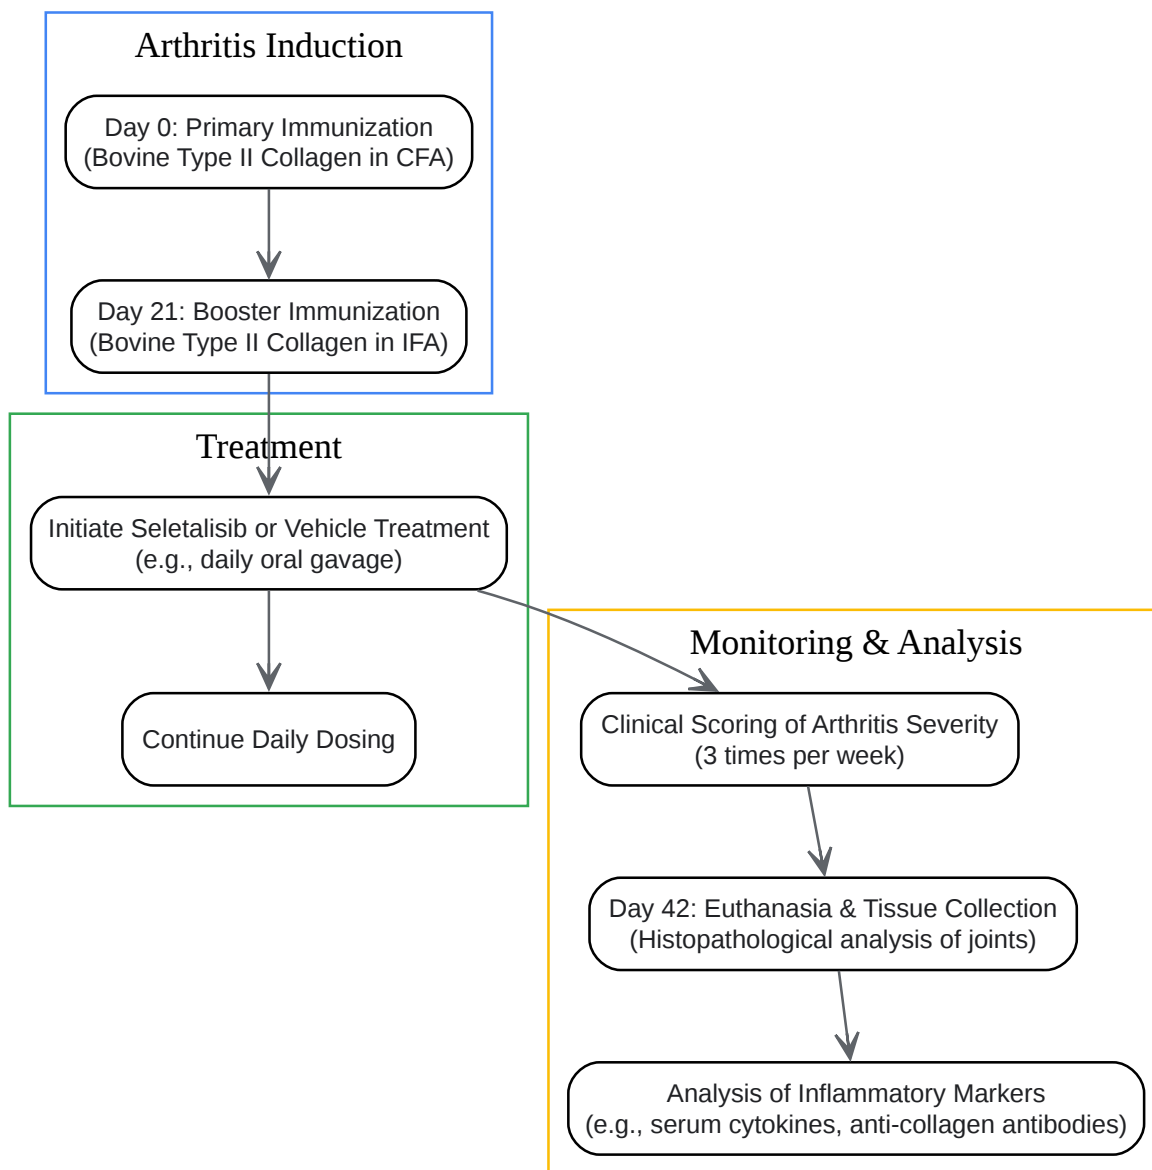 Arthritis Induction
Day 0: Primary Immunization
(Bovine Type II Collagen in CFA)
Day 21: Booster Immunization
(Bovine Type II Collagen in IFA)
Treatment
Initiate Seletalisib or Vehicle Treatment
(e.g., daily oral gavage)
Continue Daily Dosing
Monitoring & Analysis
Clinical Scoring of Arthritis Severity
(3 times per week)
Day 42: Euthanasia & Tissue Collection
(Histopathological analysis of joints)
Analysis of Inflammatory Markers
(e.g., serum cytokines, anti-collagen antibodies)